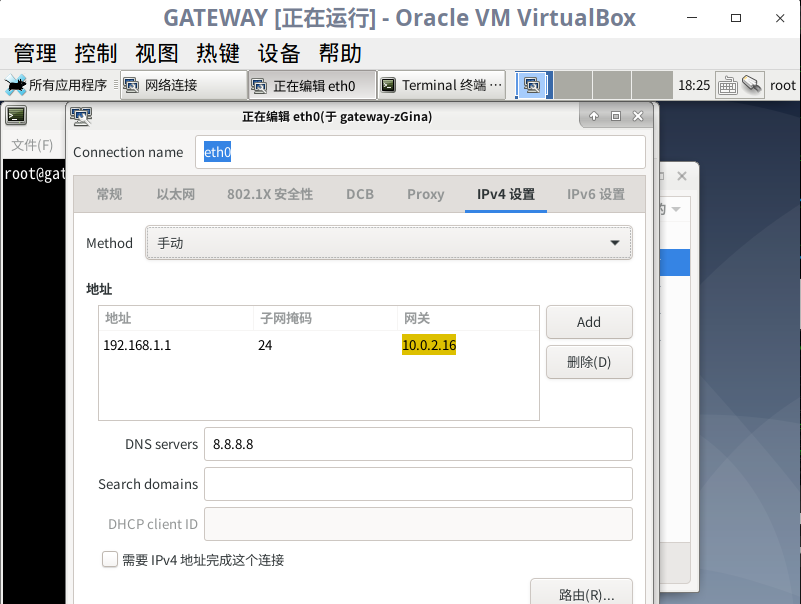 GATEWAY [正在运行] - Oracle VM VirtualBox
管理 控制 视图 热键 设备 帮助
所有应用程序 网络连接 正在编辑 eth0 Terminal 终端 ··· 18:25 root
正在编辑 eth0(于 gateway-zGina)
文件(F)
Connection name eth0
root@gat
常规 以太网 802.1X 安全性 DCB Proxy IPv4 设置 IPv6 设置
的
Method 手动
地址
地址 子网掩码 网关
192.168.1.1 24 10.0.2.16
Add
删除(D)
DNS servers 8.8.8.8
Search domains
DHCP client ID
需要 IPv4 地址完成这个连接
路由(R)...